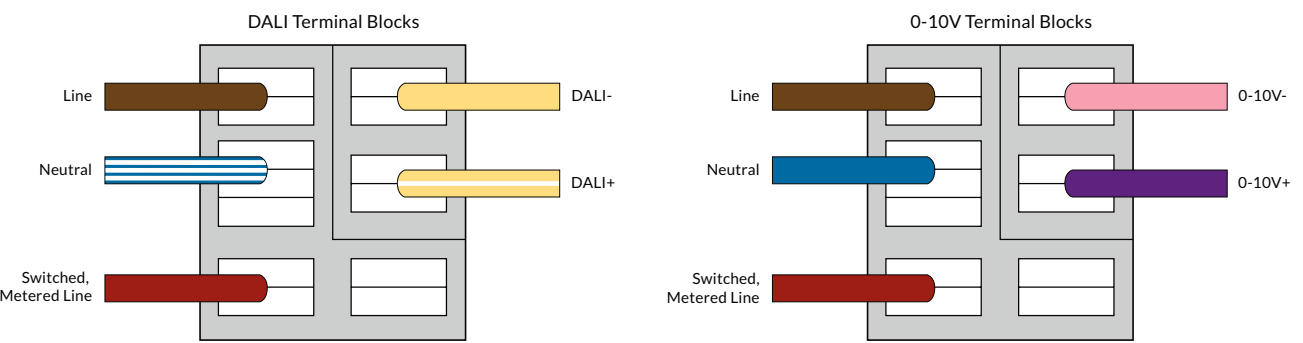 DALI Terminal Blocks
Line
Neutral
Switched,
Metered Line
DALI-
DALI+
0-10V Terminal Blocks
Line
Neutral
Switched,
Metered Line
0-10V-
0-10V+